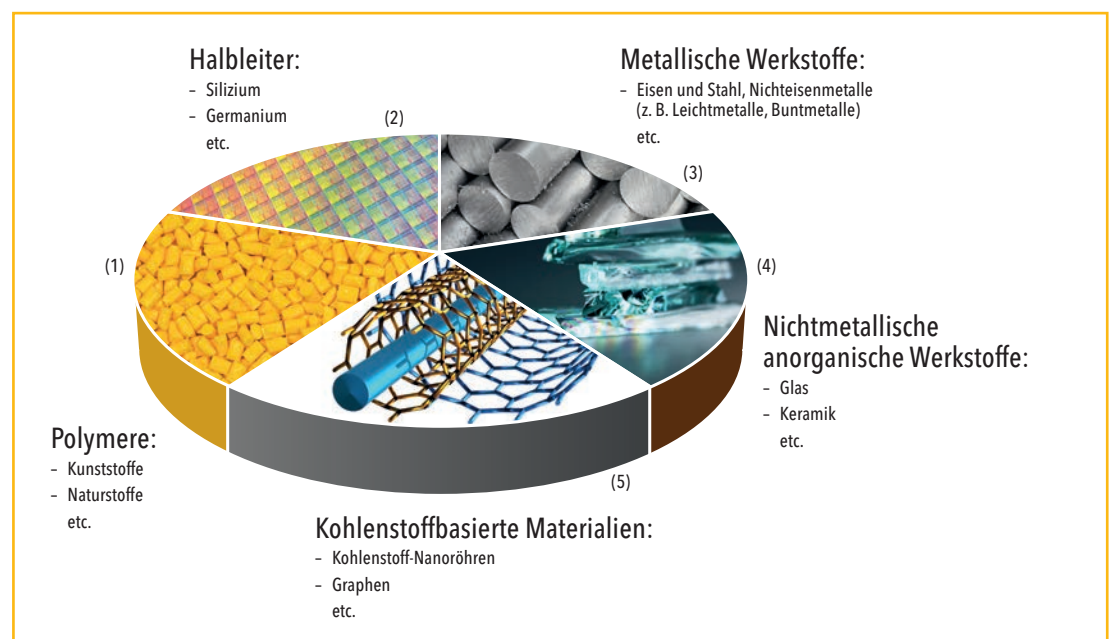 Halbleiter:
– Silizium
– Germanium
etc.
(2)
Metallische Werkstoffe:
– Eisen und Stahl, Nichteisenmetalle
(z. B. Leichtmetalle, Buntmetalle)
etc.
(3)
(1)
(4)
Nichtmetallische
anorganische Werkstoffe:
– Glas
– Keramik
etc.
Polymere:
– Kunststoffe
– Naturstoffe
etc.
(5)
Kohlenstoffbasierte Materialien:
– Kohlenstoff-Nanoröhren
– Graphen
etc.